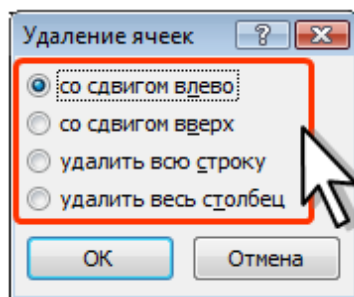 Удаление ячеек
со сдвигом влево
со сдвигом вверх
удалить всю строку
удалить весь столбец
ОК
Отмена